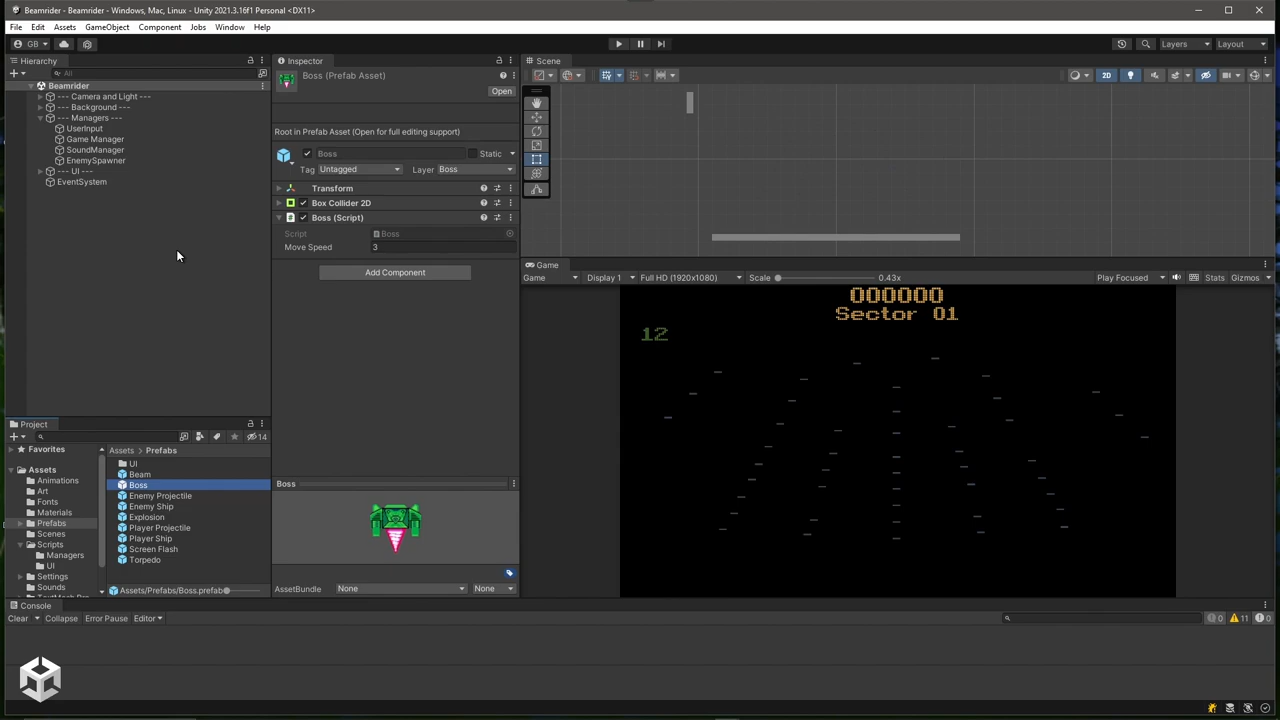 Beamrider - Beamrider - Windows, Mac, Linux - Unity 2021.3.16f1 Personal <DX11>
File Edit Assets GameObject Component Jobs Window Help
GB Layers Layout
Hierarchy
All
Beamrider
--- Camera and Light ---
--- Background ---
--- Managers ---
UserInput
Game Manager
SoundManager
EnemySpawner
--- UI ---
EventSystem
Inspector
Boss (Prefab Asset)
Open
Root in Prefab Asset (Open for full editing support)
Boss Static
Tag Untagged Layer Boss
Transform
Box Collider 2D
Boss (Script)
Script Boss
Move Speed 3
Add Component
Scene
2D
Game
Game Display 1 Full HD (1920x1080) Scale 0.43x Play Focused Stats Gizmos
000000
Sector 01
12
Project
14
Favorites
Assets
Animations
Art
Fonts
Materials
Prefabs
Scenes
Scripts
Managers
UI
Settings
Sounds
Assets > Prefabs
UI
Beam
Boss
Enemy Projectile
Enemy Ship
Explosion
Player Projectile
Player Ship
Screen Flash
Torpedo
Assets/Prefabs/Boss.prefab
Boss
AssetBundle None None
Console
Clear Collapse Error Pause Editor 0 11 0